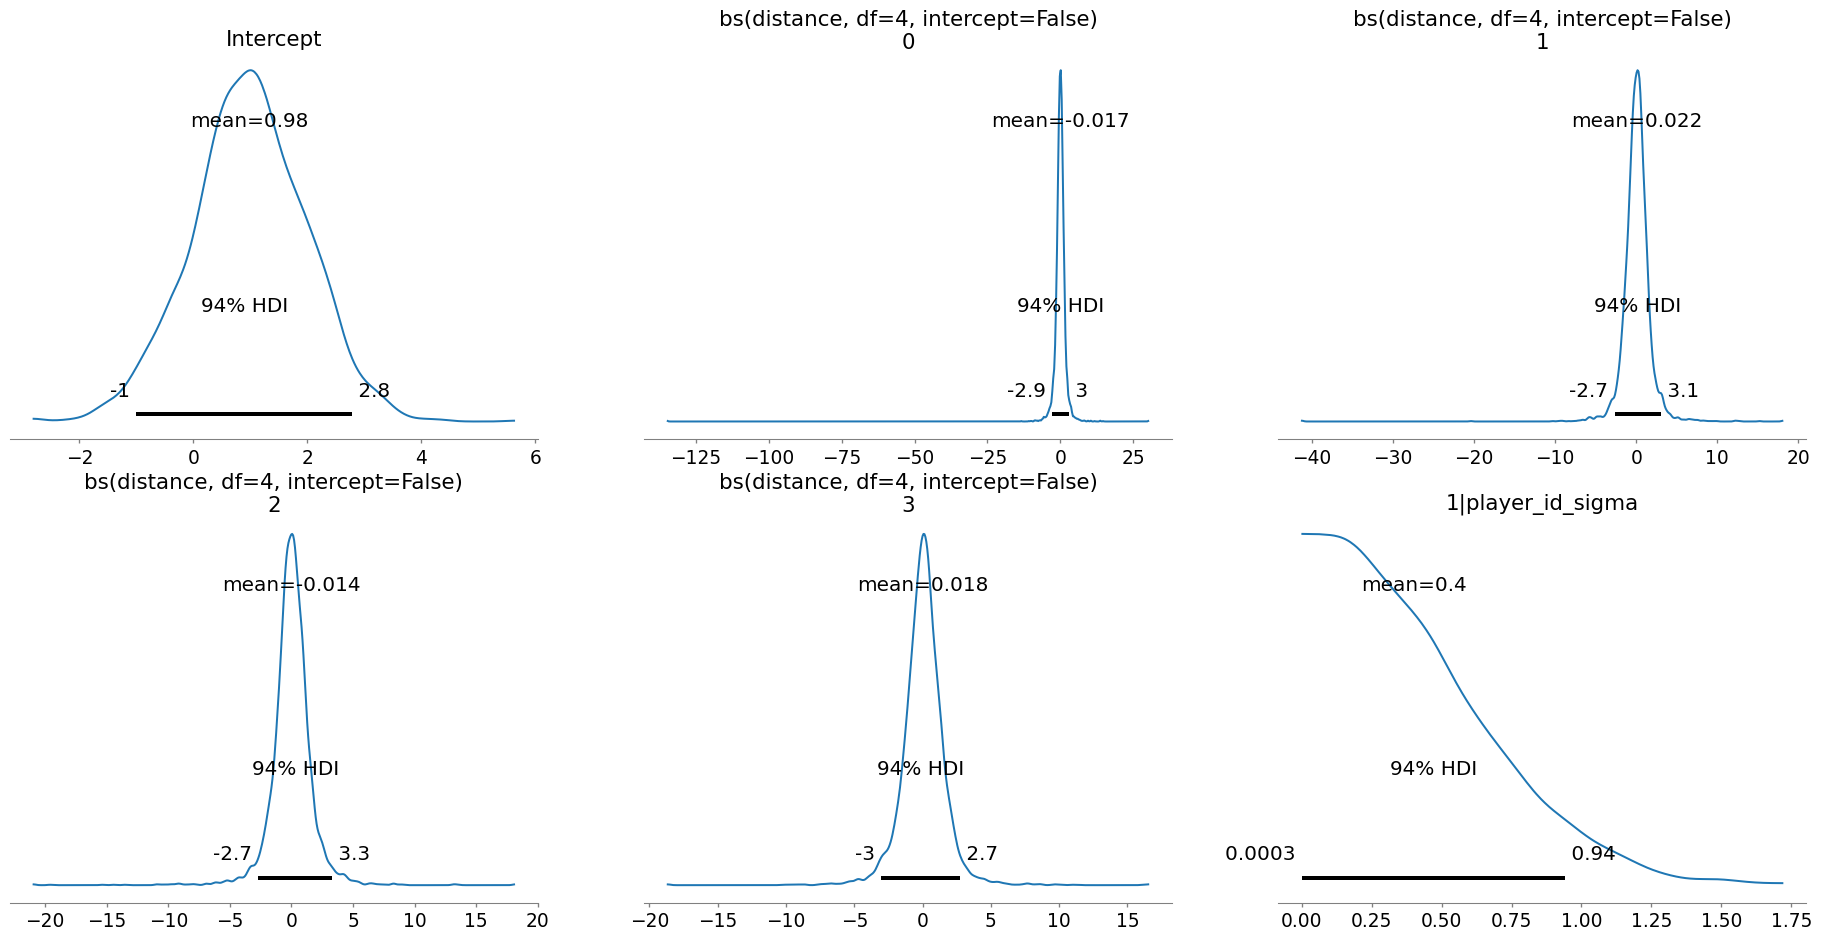 Intercept
mean=0.98
94% HDI
-1 2.8
−2 0 2 4 6
bs(distance, df=4, intercept=False)
0
mean=-0.017
94% HDI
-2.9 3
−125 −100 −75 −50 −25 0 25
bs(distance, df=4, intercept=False)
1
mean=0.022
94% HDI
-2.7 3.1
−40 −30 −20 −10 0 10 20
bs(distance, df=4, intercept=False)
2
mean=-0.014
94% HDI
-2.7 3.3
−20 −15 −10 −5 0 5 10 15 20
bs(distance, df=4, intercept=False)
3
mean=0.018
94% HDI
-3 2.7
−20 −15 −10 −5 0 5 10 15
1|player_id_sigma
mean=0.4
94% HDI
0.0003 0.94
0.00 0.25 0.50 0.75 1.00 1.25 1.50 1.75